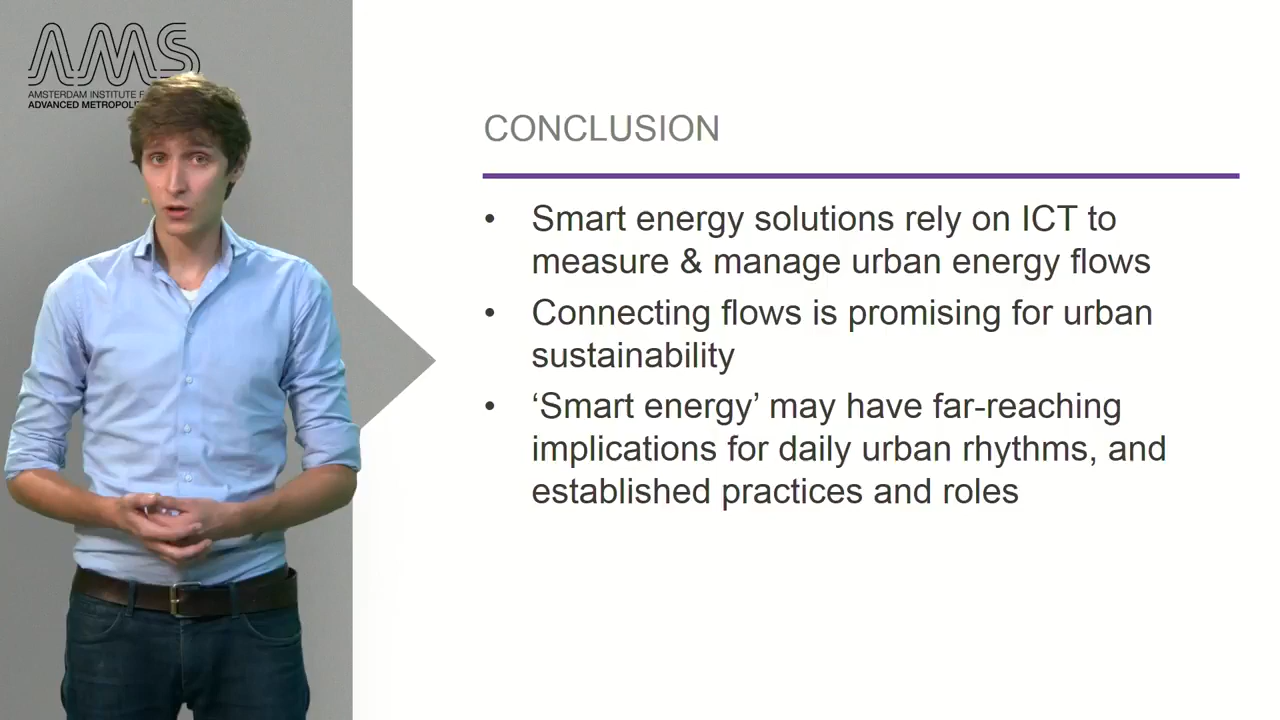 AMS
AMSTERDAM INSTITUTE F
ADVANCED METROPOLI
CONCLUSION
• Smart energy solutions rely on ICT to
measure & manage urban energy flows
• Connecting flows is promising for urban
sustainability
• ‘Smart energy’ may have far-reaching
implications for daily urban rhythms, and
established practices and roles